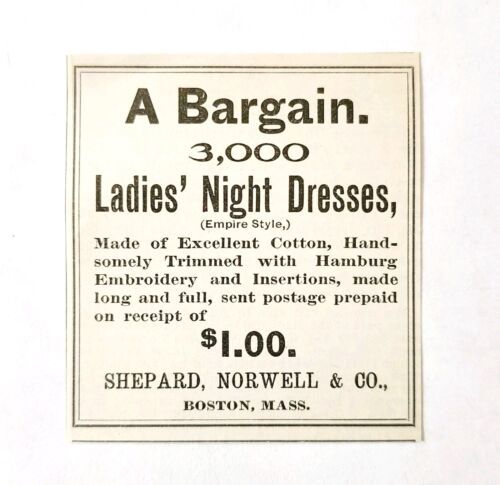 A Bargain.
3,000
Ladies' Night Dresses,
(Empire Style,)
Made of Excellent Cotton, Hand-
somely Trimmed with Hamburg
Embroidery and Insertions, made
long and full, sent postage prepaid
on receipt of
$1.00.
SHEPARD, NORWELL & CO.,
BOSTON, MASS.